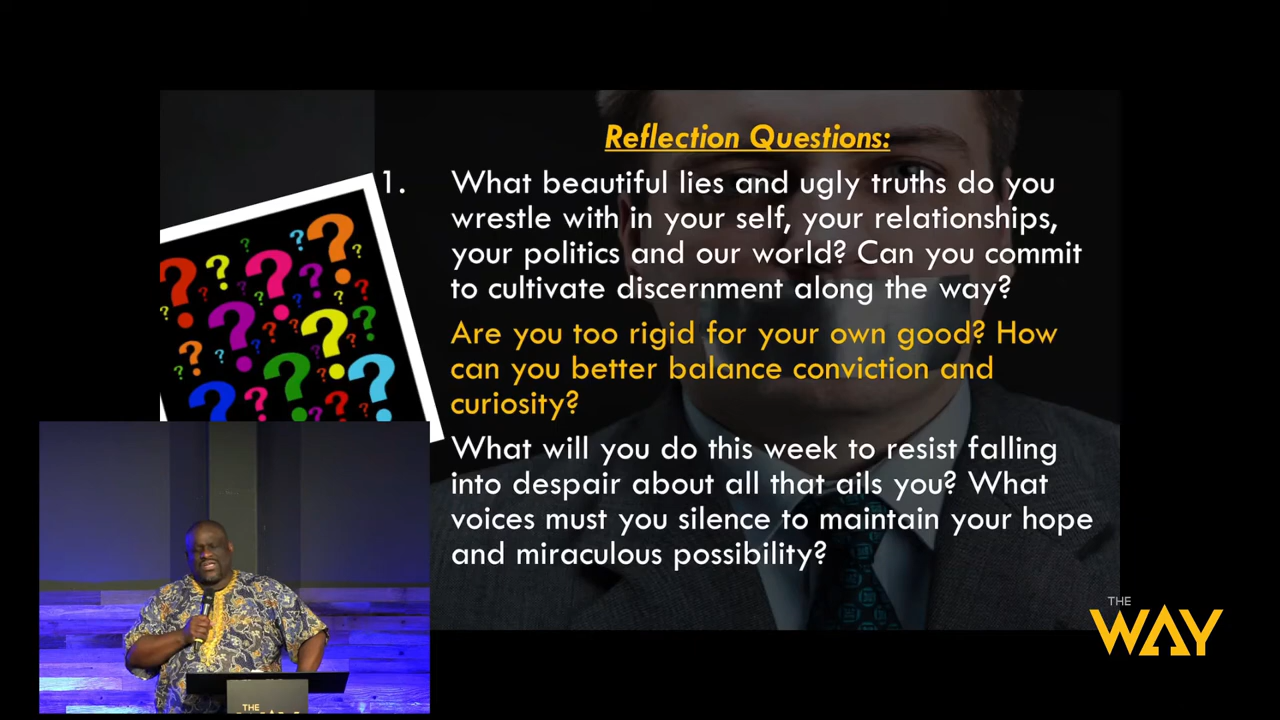 Reflection Questions:
1. What beautiful lies and ugly truths do you
wrestle with in your self, your relationships,
your politics and our world? Can you commit
to cultivate discernment along the way?
Are you too rigid for your own good? How
can you better balance conviction and
curiosity?
What will you do this week to resist falling
into despair about all that ails you? What
voices must you silence to maintain your hope
and miraculous possibility?
THE
WAY
THE